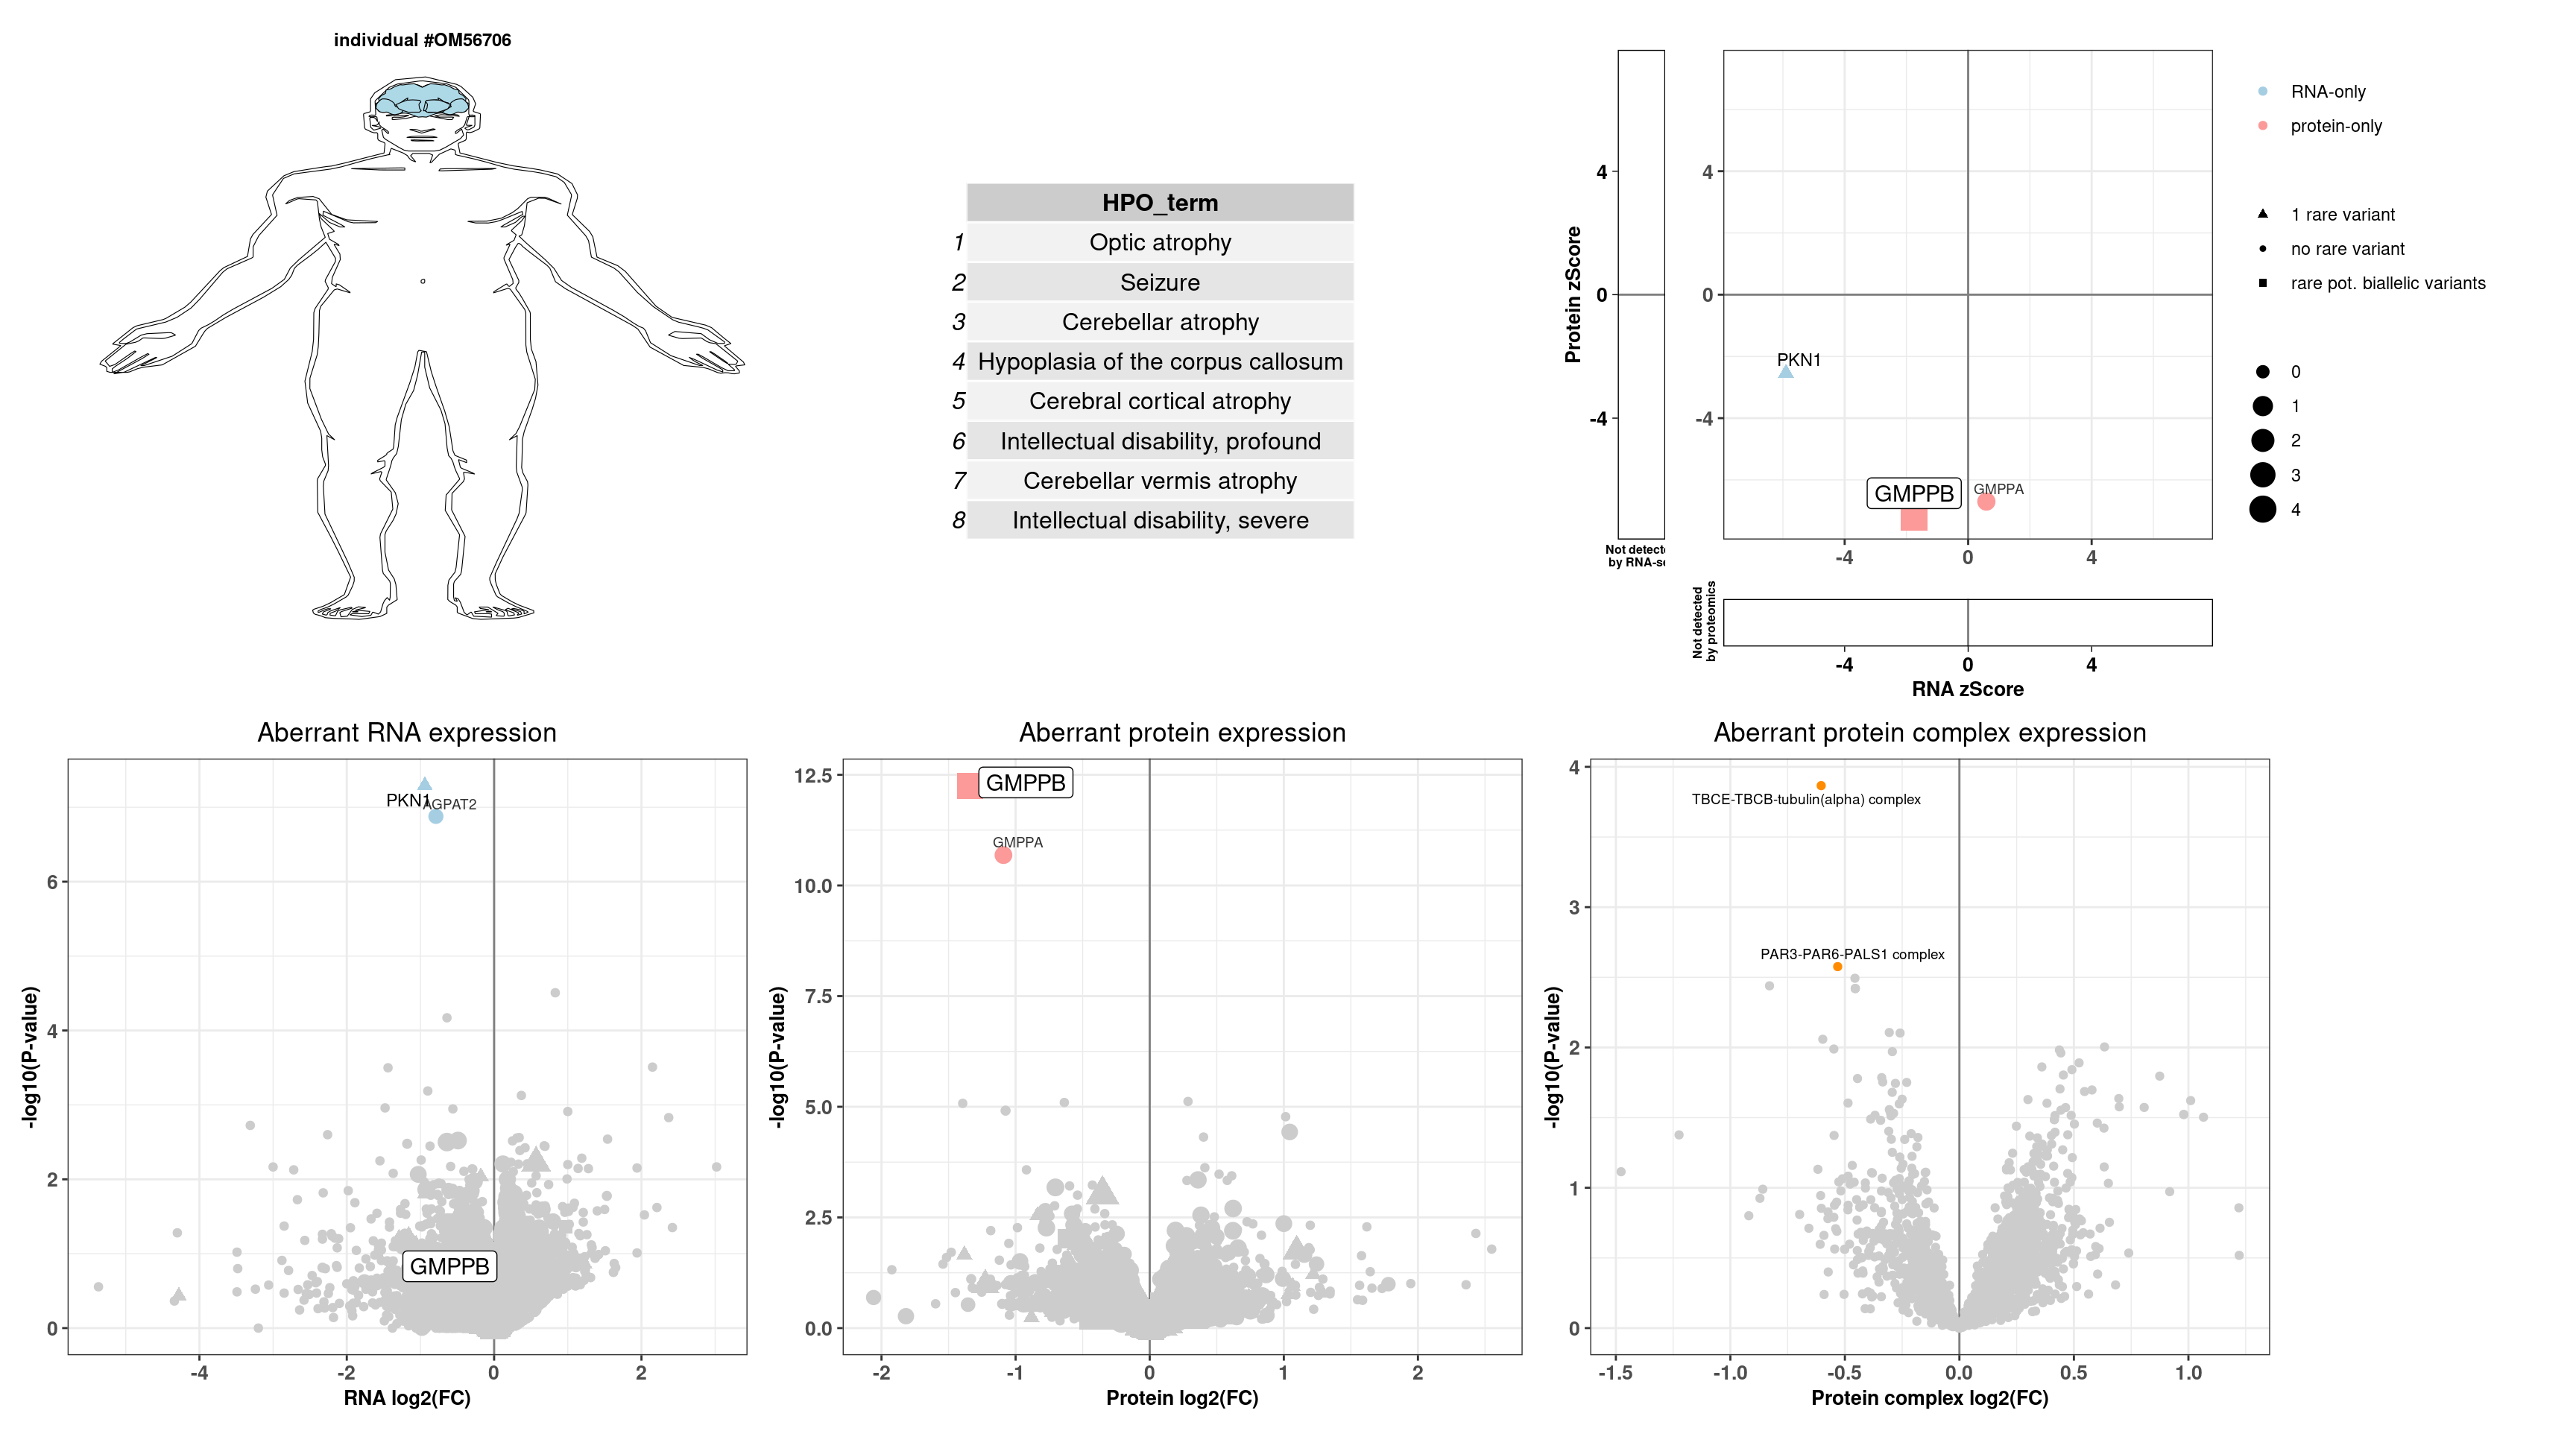 individual #OM56706
HPO_term
1 Optic atrophy
2 Seizure
3 Cerebellar atrophy
4 Hypoplasia of the corpus callosum
5 Cerebral cortical atrophy
6 Intellectual disability, profound
7 Cerebellar vermis atrophy
8 Intellectual disability, severe
Protein zScore
4
0
-4
Not detect
by RNA-s
4
0
-4
PKN1
GMPPB
GMPPA
-4 0 4
Not detected
by proteomics
-4 0 4
RNA zScore
RNA-only
protein-only
1 rare variant
no rare variant
rare pot. biallelic variants
0
1
2
3
4
Aberrant RNA expression
-log10(P-value)
6
4
2
0
PKN1
AGPAT2
GMPPB
-4 -2 0 2
RNA log2(FC)
Aberrant protein expression
-log10(P-value)
12.5
10.0
7.5
5.0
2.5
0.0
GMPPB
GMPPA
-2 -1 0 1 2
Protein log2(FC)
Aberrant protein complex expression
-log10(P-value)
4
3
2
1
0
TBCE-TBCB-tubulin(alpha) complex
PAR3-PAR6-PALS1 complex
-1.5 -1.0 -0.5 0.0 0.5 1.0
Protein complex log2(FC)